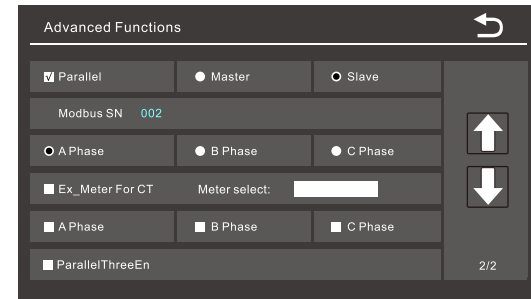 Advanced Functions
Parallel Master Slave
Modbus SN 002
A Phase B Phase C Phase
Ex_Meter For CT Meter select:
A Phase B Phase C Phase
ParallelThreeEn
2/2